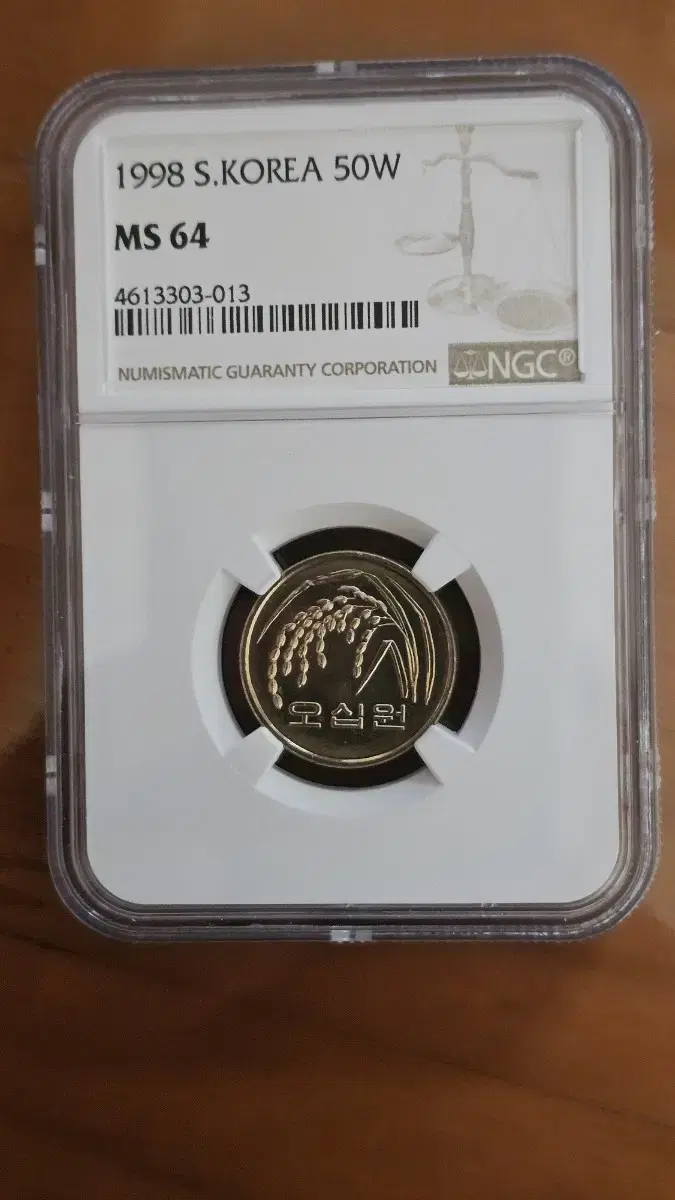 1998 S.KOREA 50W
MS 64
4613303-013
NUMISMATIC GUARANTY CORPORATION NGC®
오십원